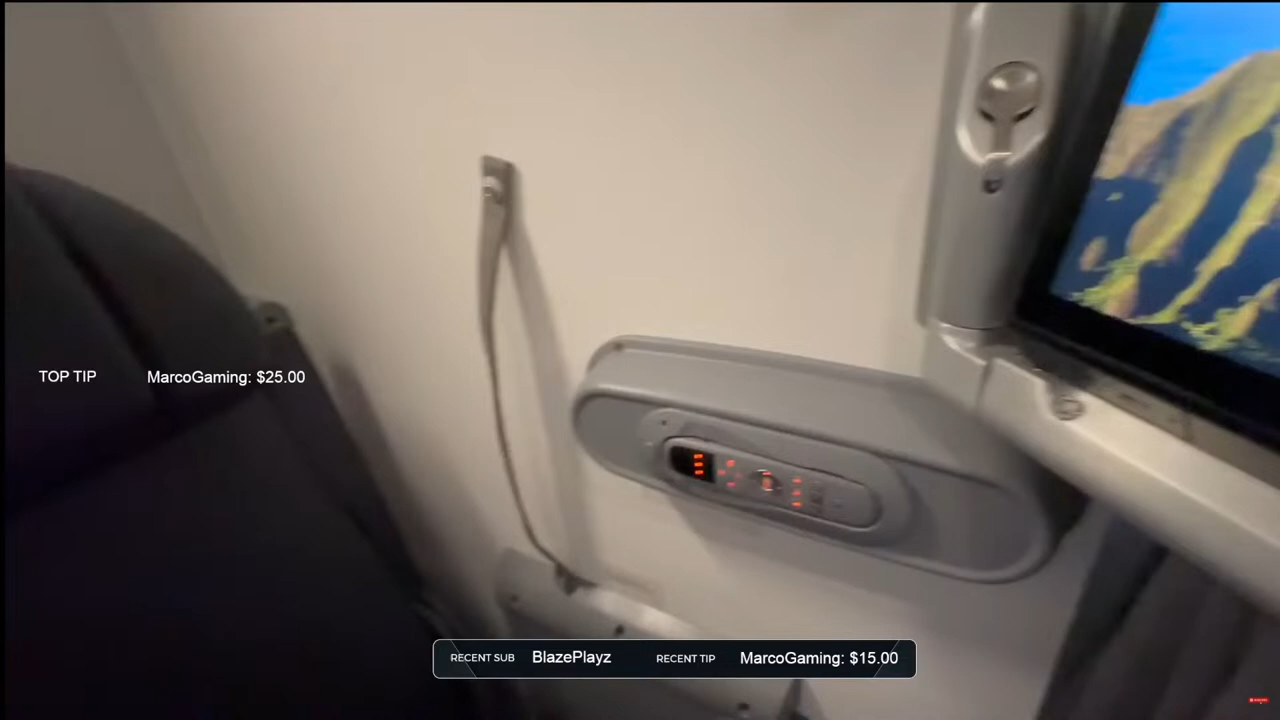 TOP TIP MarcoGaming: $25.00
RECENT SUB BlazePlayz RECENT TIP MarcoGaming: $15.00